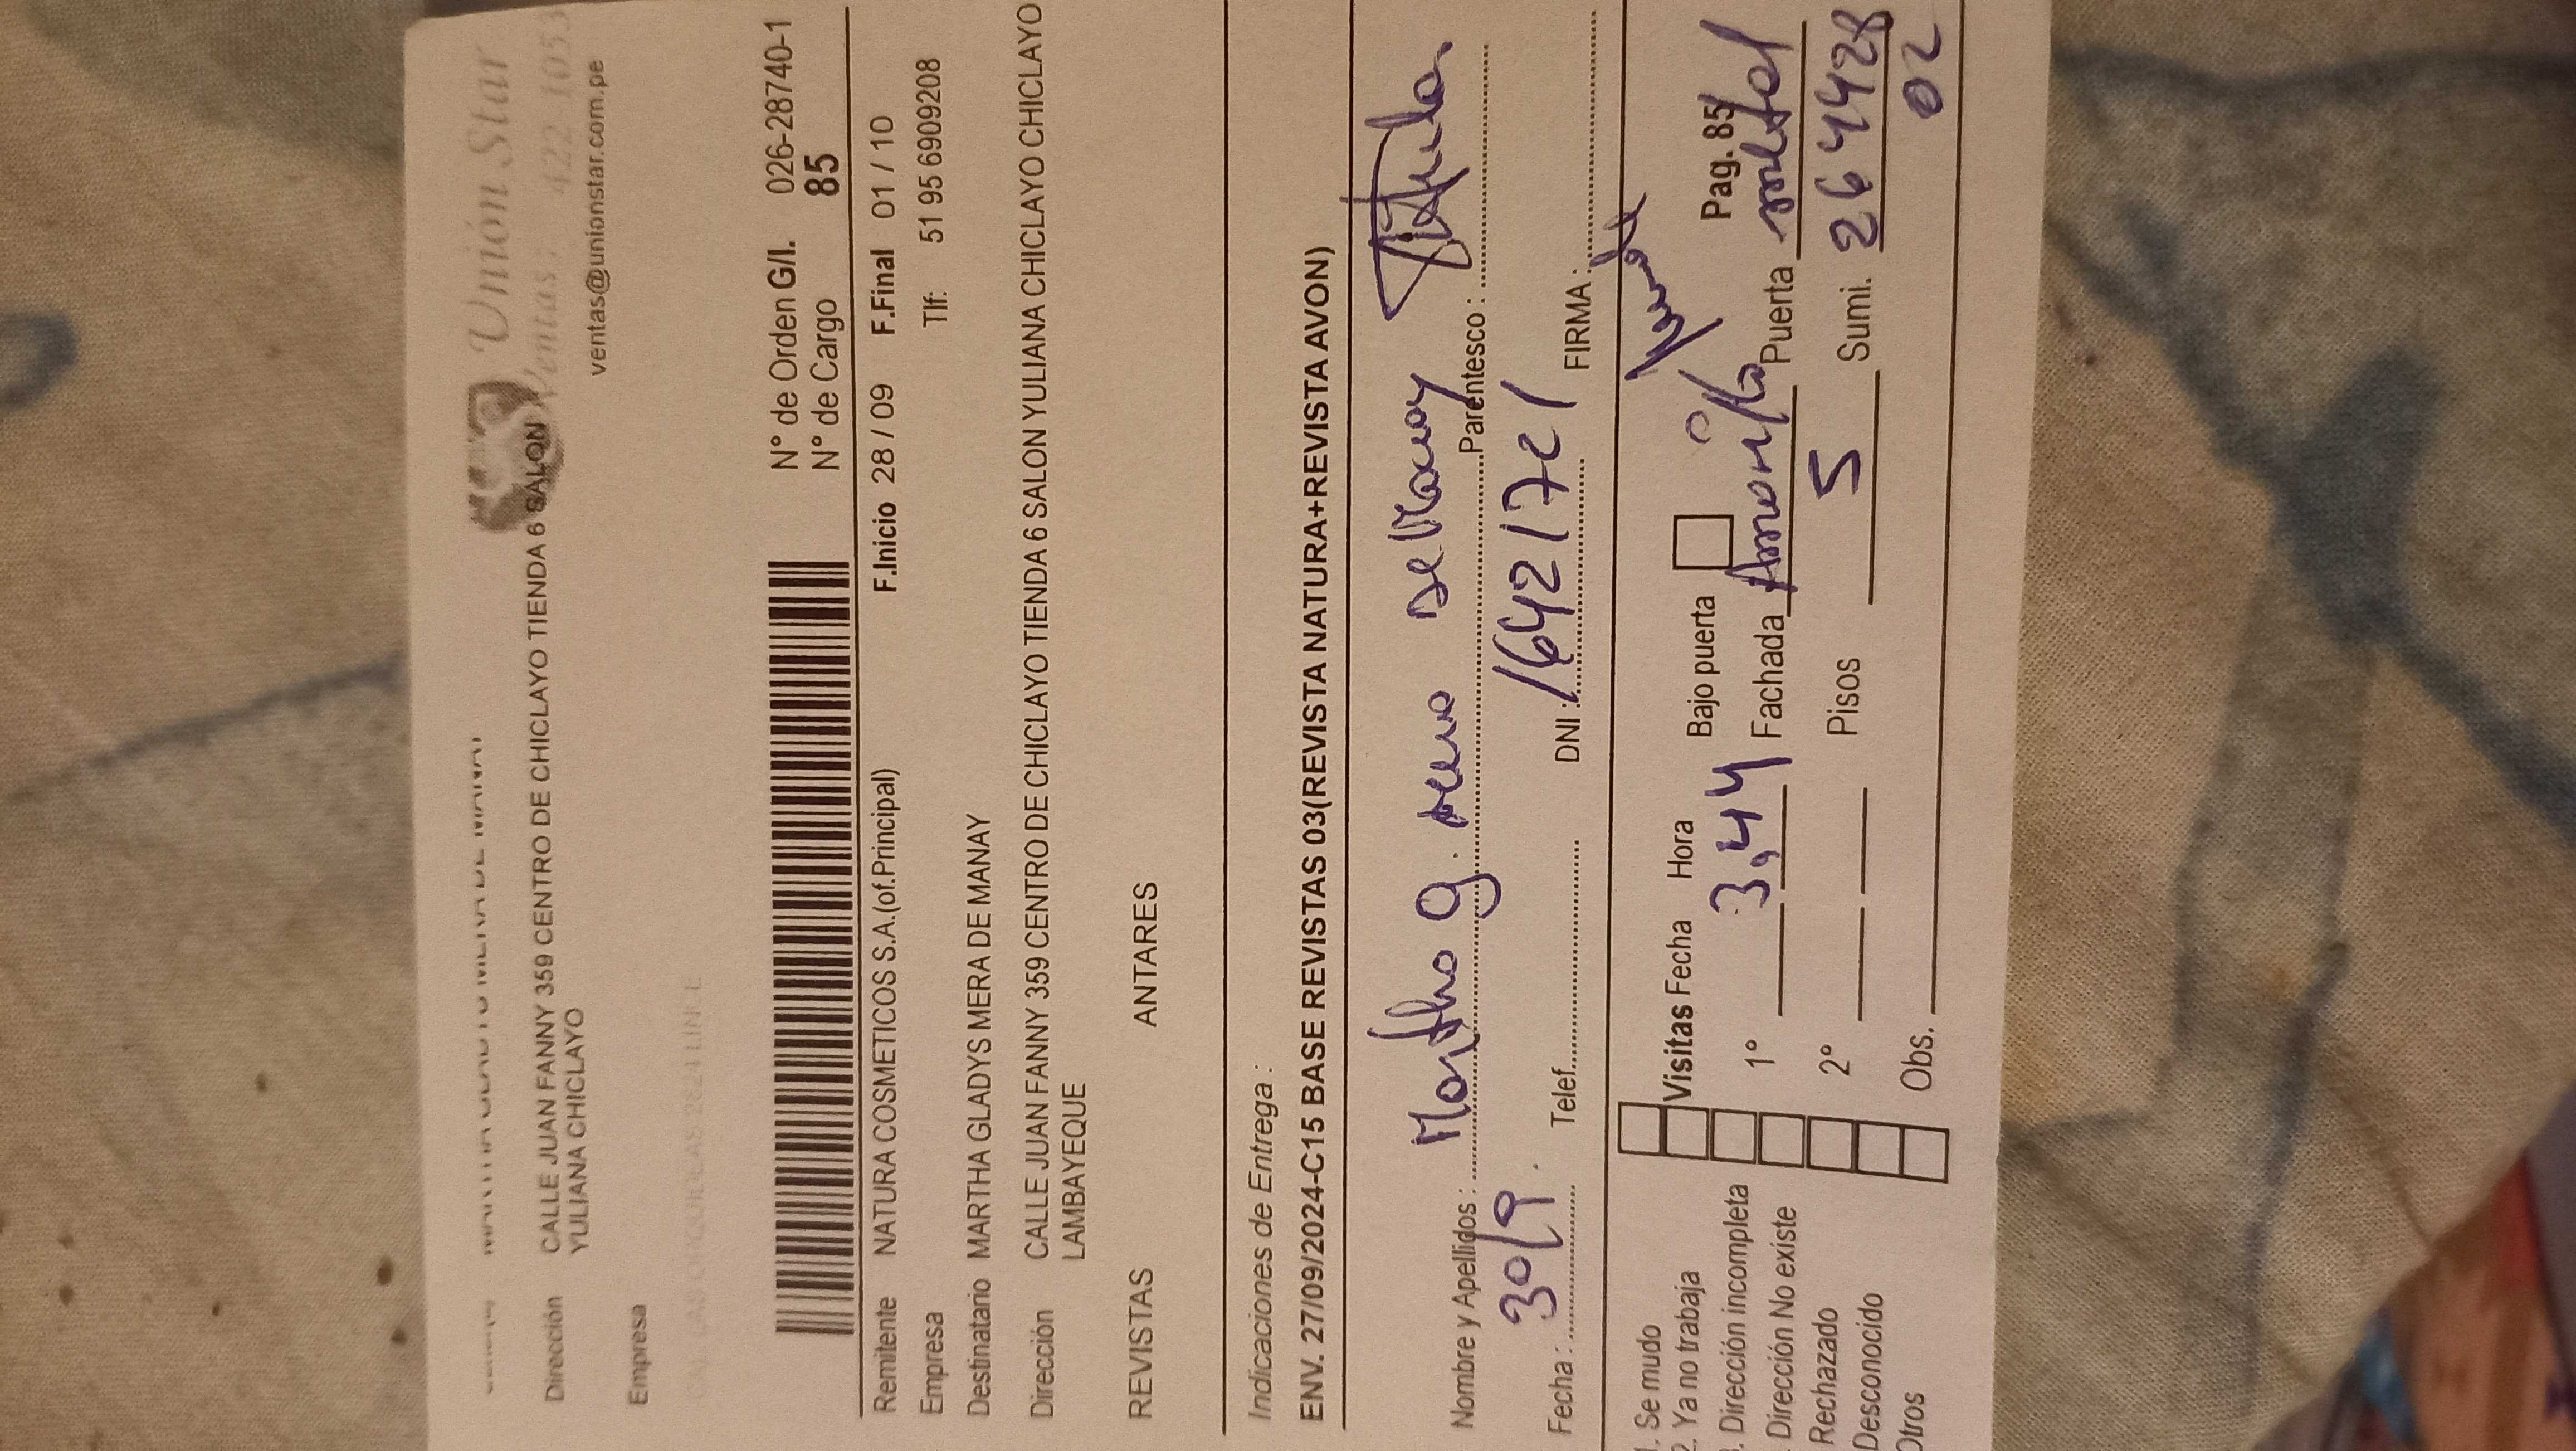 Unión Star
Ventas : 422-1053
ventas@unionstar.com.pe
Dirección CALLE JUAN FANNY 359 CENTRO DE CHICLAYO TIENDA 6 SALON
YULIANA CHICLAYO
Empresa
N° de Orden G/I. 026-28740-1
N° de Cargo 85
Remitente NATURA COSMETICOS S.A.(of.Principal) F.Inicio 28 / 09 F.Final 01 / 10
Empresa Tlf: 51 95 6909208
Destinatario MARTHA GLADYS MERA DE MANAY
Dirección CALLE JUAN FANNY 359 CENTRO DE CHICLAYO TIENDA 6 SALON YULIANA CHICLAYO CHICLAYO
LAMBAYEQUE
REVISTAS ANTARES
Indicaciones de Entrega :
ENV. 27/09/2024-C15 BASE REVISTAS 03(REVISTA NATURA+REVISTA AVON)
Nombre y Apellidos : Martha g. Parentesco : Titular
Fecha : 30/9. Telef. DNI : FIRMA :
1. Se mudo
2. Ya no trabaja Visitas Fecha Hora Bajo puerta Pag. 85
Dirección incompleta 1° 3,44 Fachada Amarilla Puerta metal
Dirección No existe
Rechazado 2° Pisos 5 Sumi. 264428
02
Desconocido
Otros Obs.